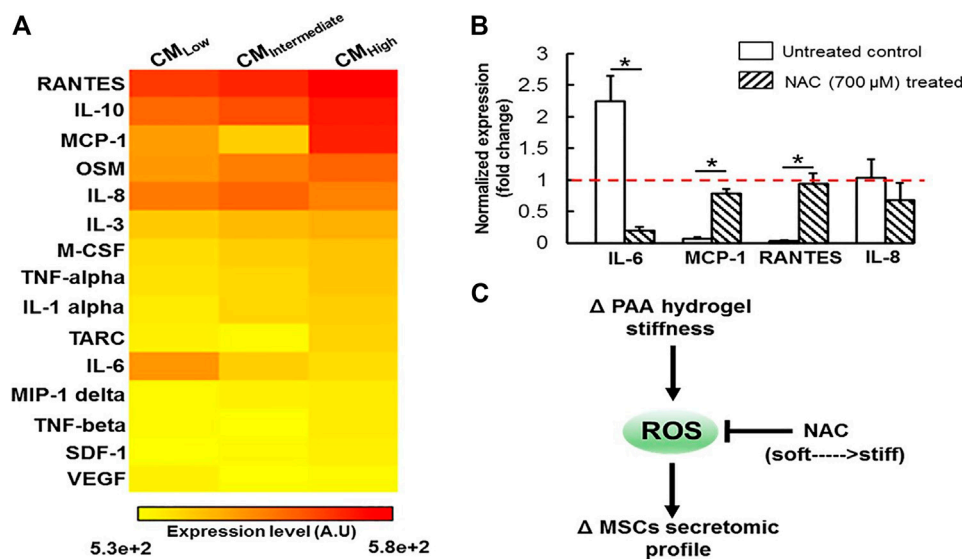 A
CMLow
CMIntermediate
CMHigh
RANTES
IL-10
MCP-1
OSM
IL-8
IL-3
M-CSF
TNF-alpha
IL-1 alpha
TARC
IL-6
MIP-1 delta
TNF-beta
SDF-1
VEGF
Expression level (A.U)
5.3e+2
5.8e+2
B
Normalized expression
(fold change)
3
2.5
2
1.5
1
0.5
0
*
*
*
Untreated control
NAC (700 µM) treated
IL-6
MCP-1
RANTES
IL-8
C
Δ PAA hydrogel
stiffness
ROS
NAC
(soft----->stiff)
Δ MSCs secretomic
profile